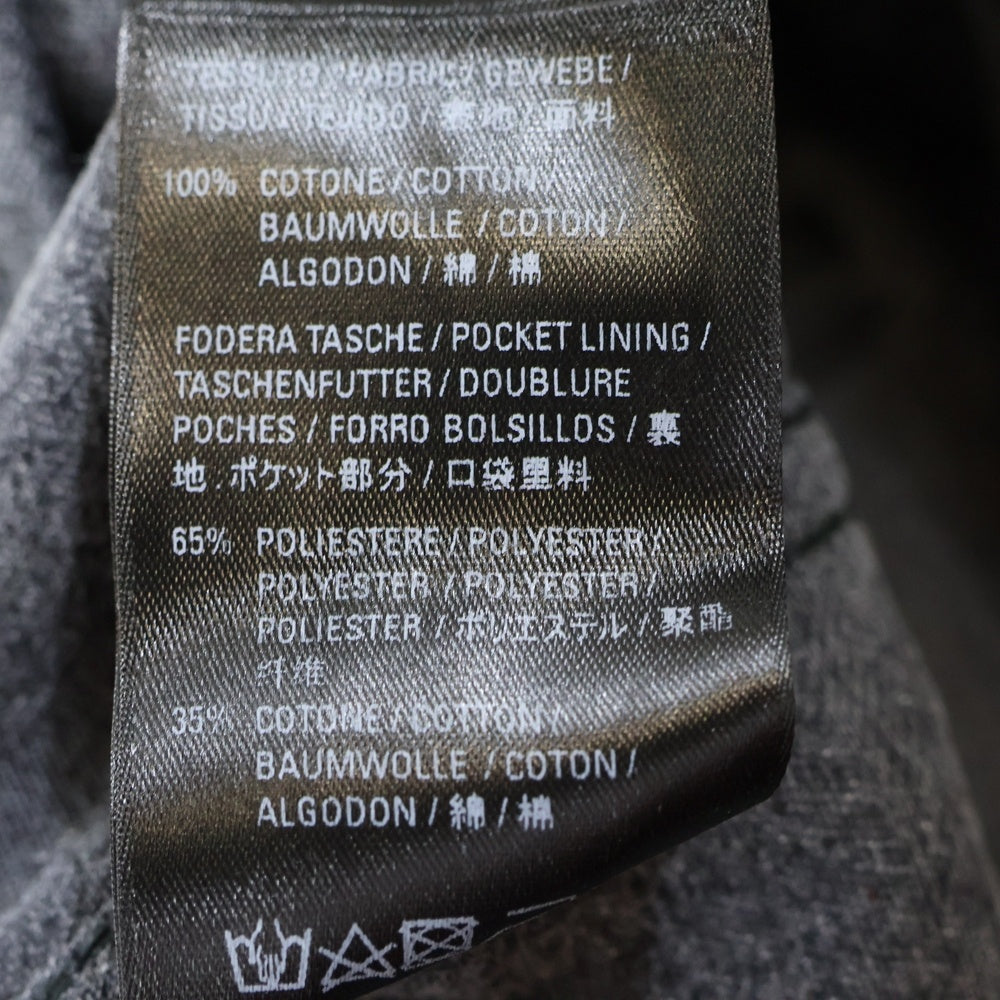 TESSUTO / FABRIC / GEWEBE /
TISSU / TEJIDO / 裏地 / 面料
100% COTONE / COTTON /
BAUMWOLLE / COTON /
ALGODON / 綿 / 棉
FODERA TASCHE / POCKET LINING /
TASCHENFUTTER / DOUBLURE
POCHES / FORRO BOLSILLOS / 裏
地.ポケット部分 / 口袋里料
65% POLIESTERE / POLYESTER /
POLYESTER / POLYESTER /
POLIESTER / ポリエステル / 聚酯
纤维
35% COTONE / COTTON /
BAUMWOLLE / COTON /
ALGODON / 綿 / 棉